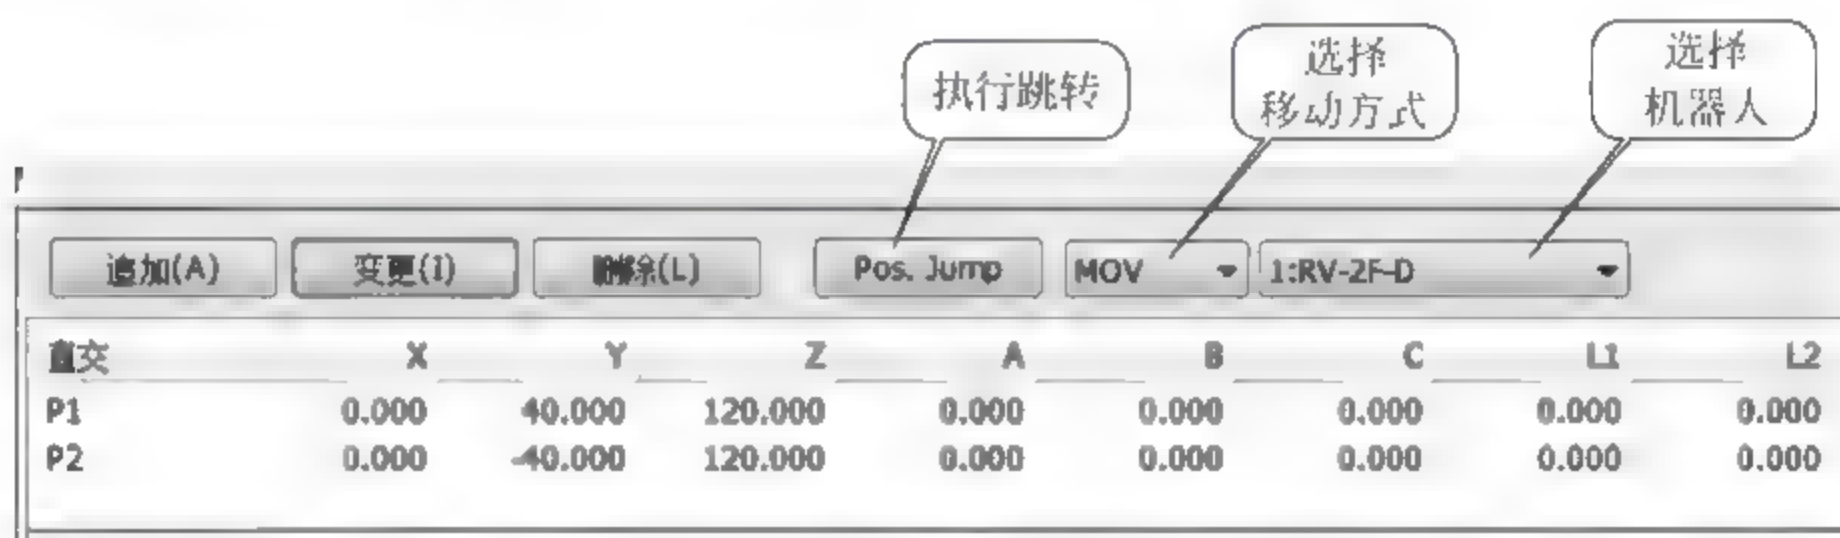 执行跳转
选择
移动方式
选择
机器人
追加(A) 变更(I) 删除(L) Pos. Jump MOV 1:RV-2F-D
直交 X Y Z A B C L1 L2
P1 0.000 40.000 120.000 0.000 0.000 0.000 0.000 0.000
P2 0.000 -40.000 120.000 0.000 0.000 0.000 0.000 0.000